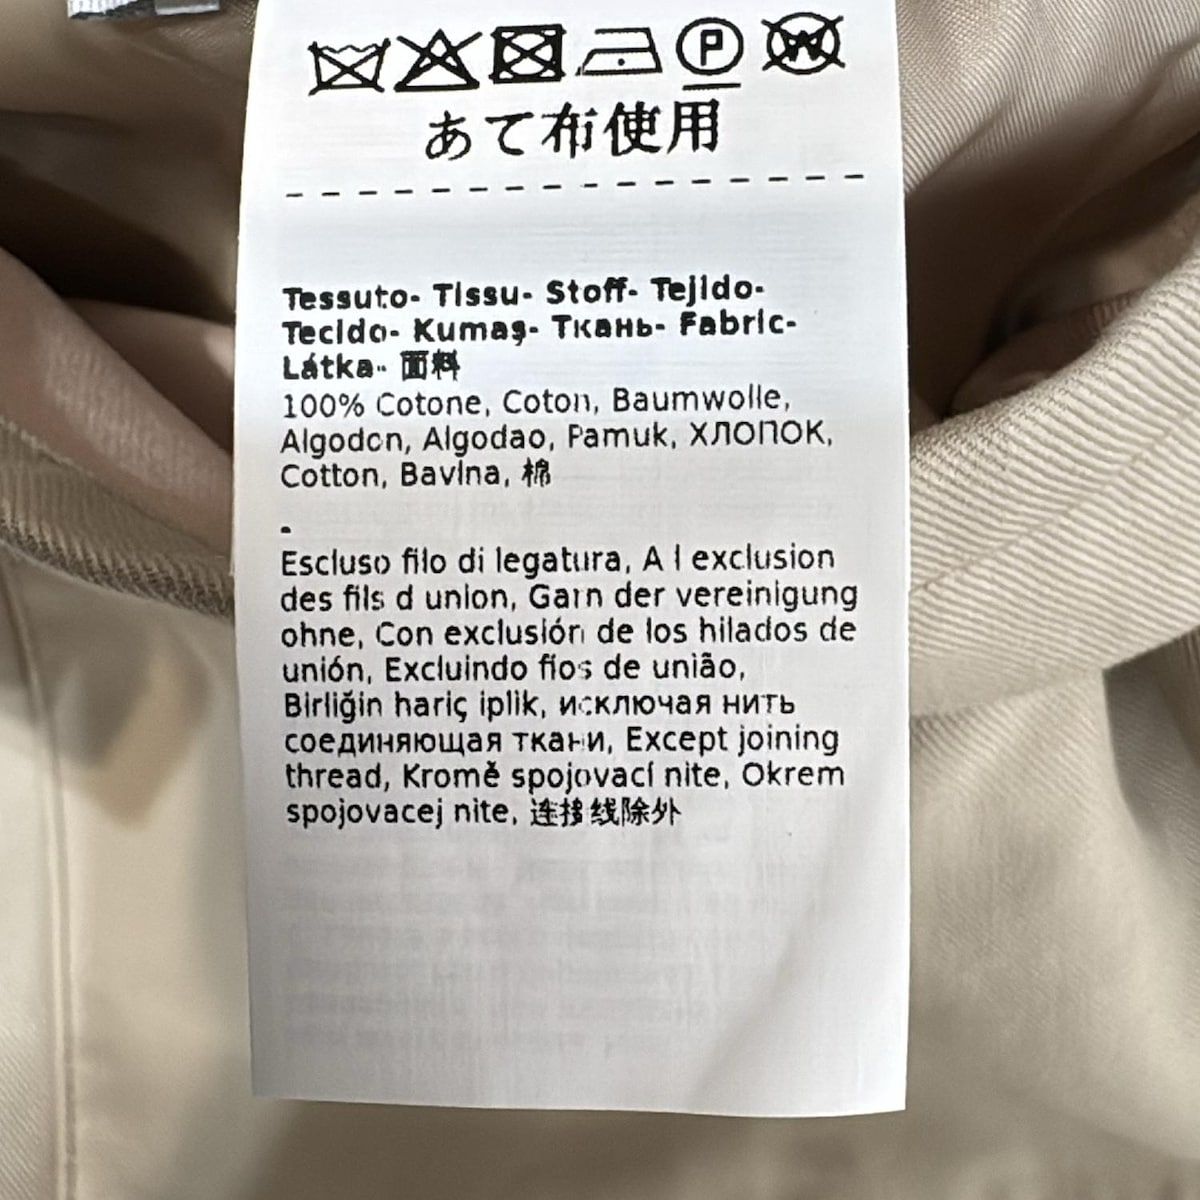 P
W
あて布使用
Tessuto- Tissu- Stoff- Tejido-
Tecido- Kumaş- Ткань- Fabric-
Látka- 面料
100% Cotone, Coton, Baumwolle,
Algodon, Algodao, Pamuk, ХЛОПОК,
Cotton, Bavlna, 棉
-
Escluso filo di legatura, A l exclusion
des fils d union, Garn der vereinigung
ohne, Con exclusión de los hilados de
unión, Excluindo fios de união,
Birliğin hariç iplik, исключая нить
соединяющая ткани, Except joining
thread, Kromě spojovací nite, Okrem
spojovacej nite, 连接线除外